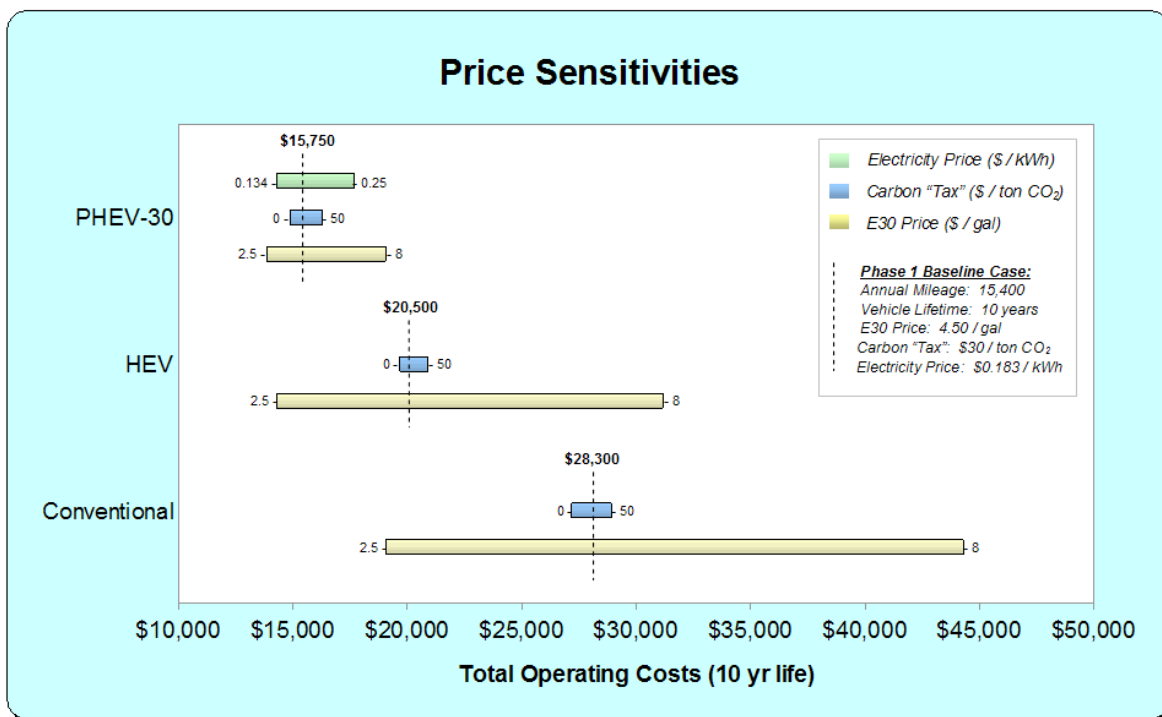 Price Sensitivities
$15,750
0.134
0.25
PHEV-30
0
50
2.5
8
$20,500
HEV
0
50
2.5
8
$28,300
Conventional
0
50
2.5
8
Electricity Price ($ / kWh)
Carbon “Tax” ($ / ton CO₂)
E30 Price ($ / gal)
Phase 1 Baseline Case:
Annual Mileage: 15,400
Vehicle Lifetime: 10 years
E30 Price: 4.50 / gal
Carbon “Tax”: $30 / ton CO₂
Electricity Price: $0.183 / kWh
$10,000 $15,000 $20,000 $25,000 $30,000 $35,000 $40,000 $45,000 $50,000
Total Operating Costs (10 yr life)